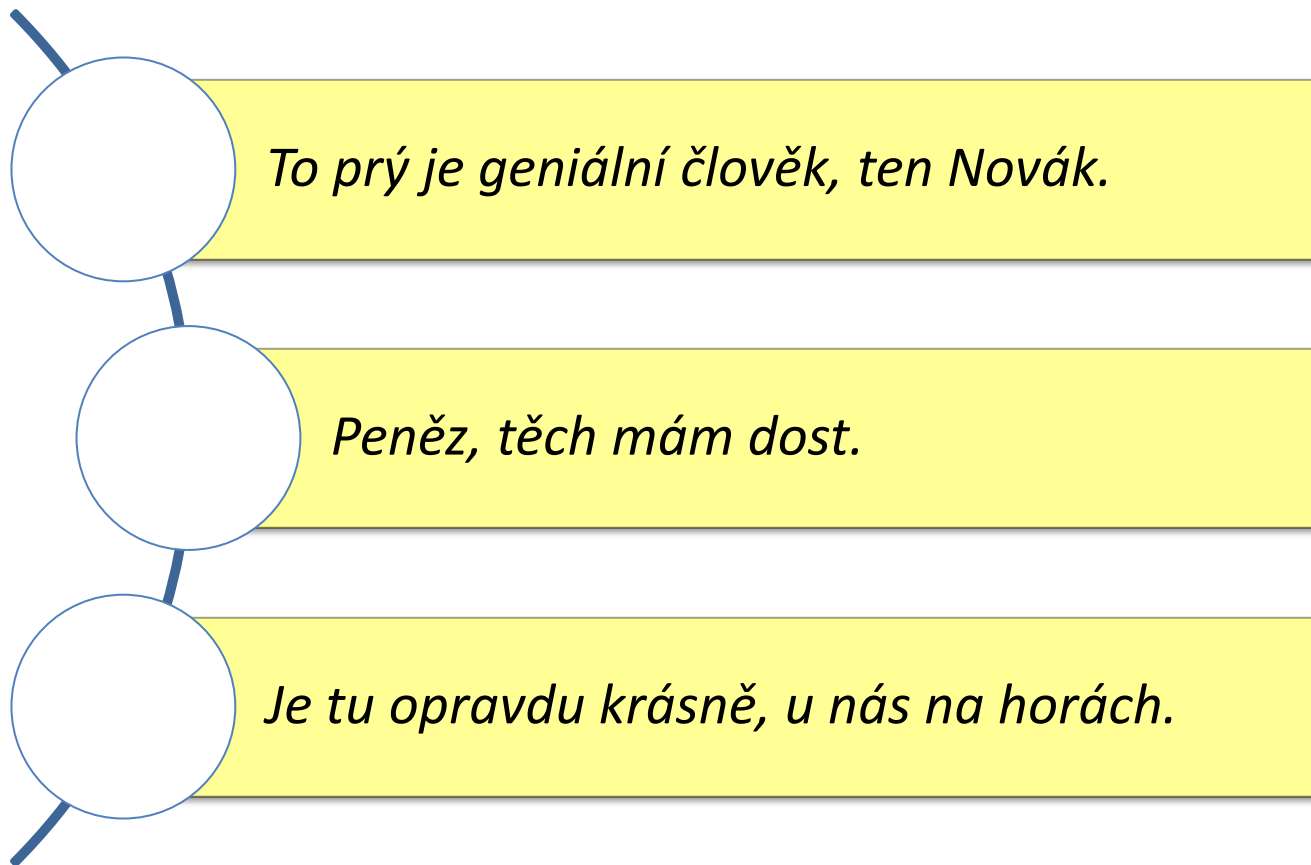 To prý je geniální člověk, ten Novák.
Peněz, těch mám dost.
Je tu opravdu krásně, u nás na horách.